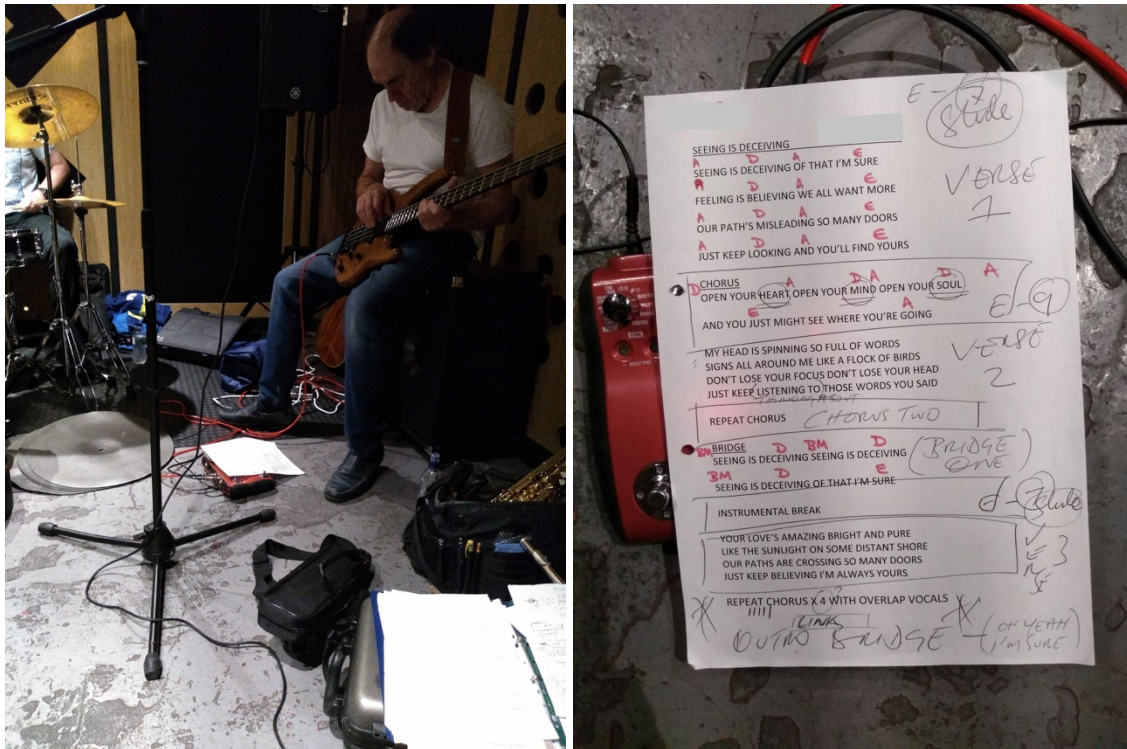 E - 7
Slide
SEEING IS DECEIVING
A D A E
SEEING IS DECEIVING OF THAT I'M SURE
A D A E
FEELING IS BELIEVING WE ALL WANT MORE
VERSE
1
A D A E
OUR PATH'S MISLEADING SO MANY DOORS
A D A E
JUST KEEP LOOKING AND YOU'LL FIND YOURS
CHORUS
D A D A D A
OPEN YOUR HEART OPEN YOUR MIND OPEN YOUR SOUL
E A
AND YOU JUST MIGHT SEE WHERE YOU'RE GOING
E - 9
MY HEAD IS SPINNING SO FULL OF WORDS
SIGNS ALL AROUND ME LIKE A FLOCK OF BIRDS
DON'T LOSE YOUR FOCUS DON'T LOSE YOUR HEAD
JUST KEEP LISTENING TO THOSE WORDS YOU SAID
THINKING ABOUT
VERSE
2
REPEAT CHORUS CHORUS TWO
BRIDGE
BM D BM D
SEEING IS DECEIVING SEEING IS DECEIVING
(BRIDGE
ONE)
BM D E
SEEING IS DECEIVING OF THAT I'M SURE
INSTRUMENTAL BREAK
YOUR LOVE'S AMAZING BRIGHT AND PURE
LIKE THE SUNLIGHT ON SOME DISTANT SHORE
OUR PATHS ARE CROSSING SO MANY DOORS
JUST KEEP BELIEVING I'M ALWAYS YOURS
VERSE 3
REPEAT CHORUS X 4 WITH OVERLAP VOCALS
LINK
OUTRO BRIDGE - (OH YEAH
I'M SURE)